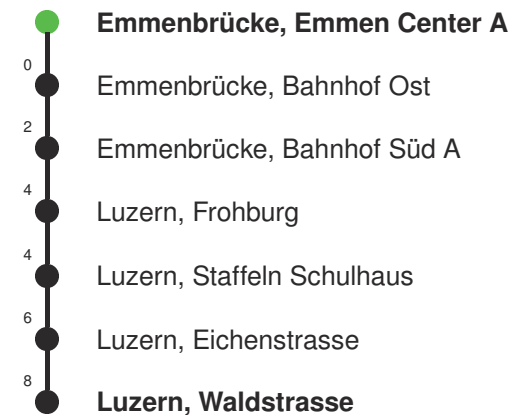 Emmenbrücke, Emmen Center A
0
Emmenbrücke, Bahnhof Ost
2
Emmenbrücke, Bahnhof Süd A
4
Luzern, Frohburg
4
Luzern, Staffeln Schulhaus
6
Luzern, Eichenstrasse
8
Luzern, Waldstrasse